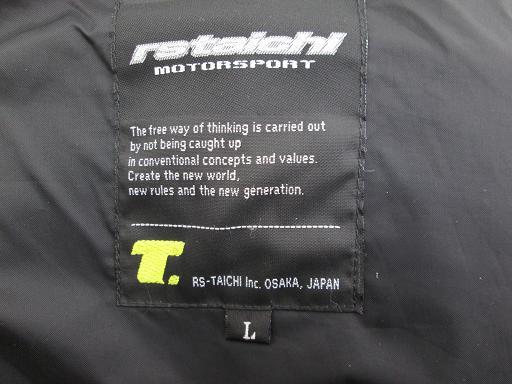 rstaichi
MOTORSPORT
The free way of thinking is carried out
by not being caught up
in conventional concepts and values.
Create the new world,
new rules and the new generation.
T.
RS-TAICHI Inc. OSAKA, JAPAN
L